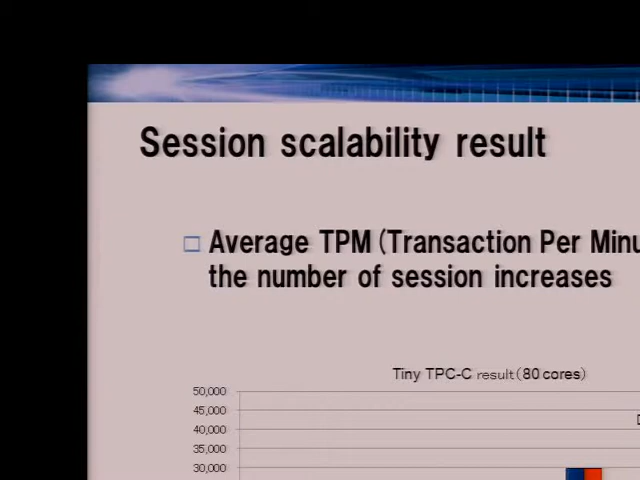 Session scalability result
□ Average TPM (Transaction Per
the number of session increases
Tiny TPC-C result(80 cores)
50,000
45,000
40,000
35,000
30,000